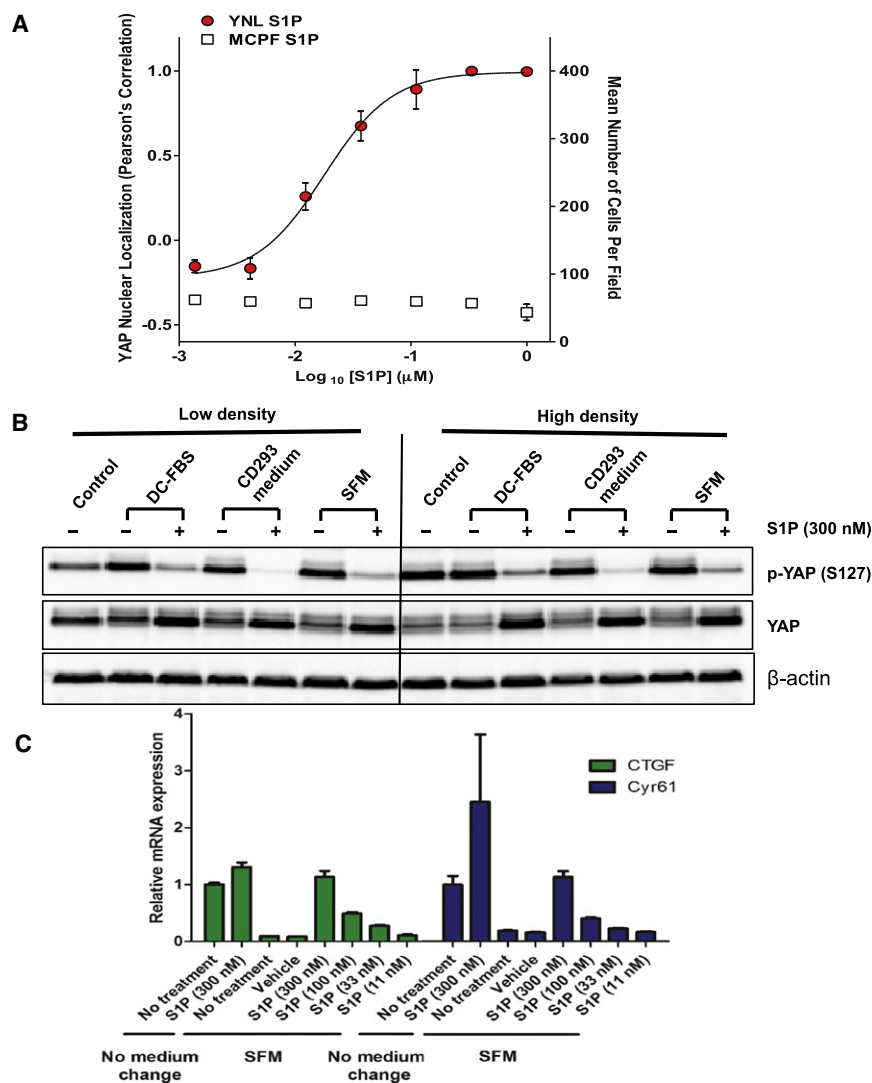 A
YNL S1P
MCPF S1P
YAP Nuclear Localization (Pearson's Correlation)
1.0
0.5
0.0
-0.5
400
300
200
100
0
Mean Number of Cells Per Field
-3
-2
-1
0
Log 10 [S1P] (μM)
B
Low density
High density
Control
DC-FBS
CD293 medium
SFM
Control
DC-FBS
CD293 medium
SFM
– – + – + – + – – + – + – + S1P (300 nM)
p-YAP (S127)
YAP
β-actin
C
Relative mRNA expression
4
3
2
1
0
CTGF
Cyr61
No treatment
S1P (300 nM)
No treatment
Vehicle
S1P (300 nM)
S1P (100 nM)
S1P (33 nM)
S1P (11 nM)
No treatment
S1P (300 nM)
No treatment
Vehicle
S1P (300 nM)
S1P (100 nM)
S1P (33 nM)
S1P (11 nM)
No medium change
SFM
No medium change
SFM